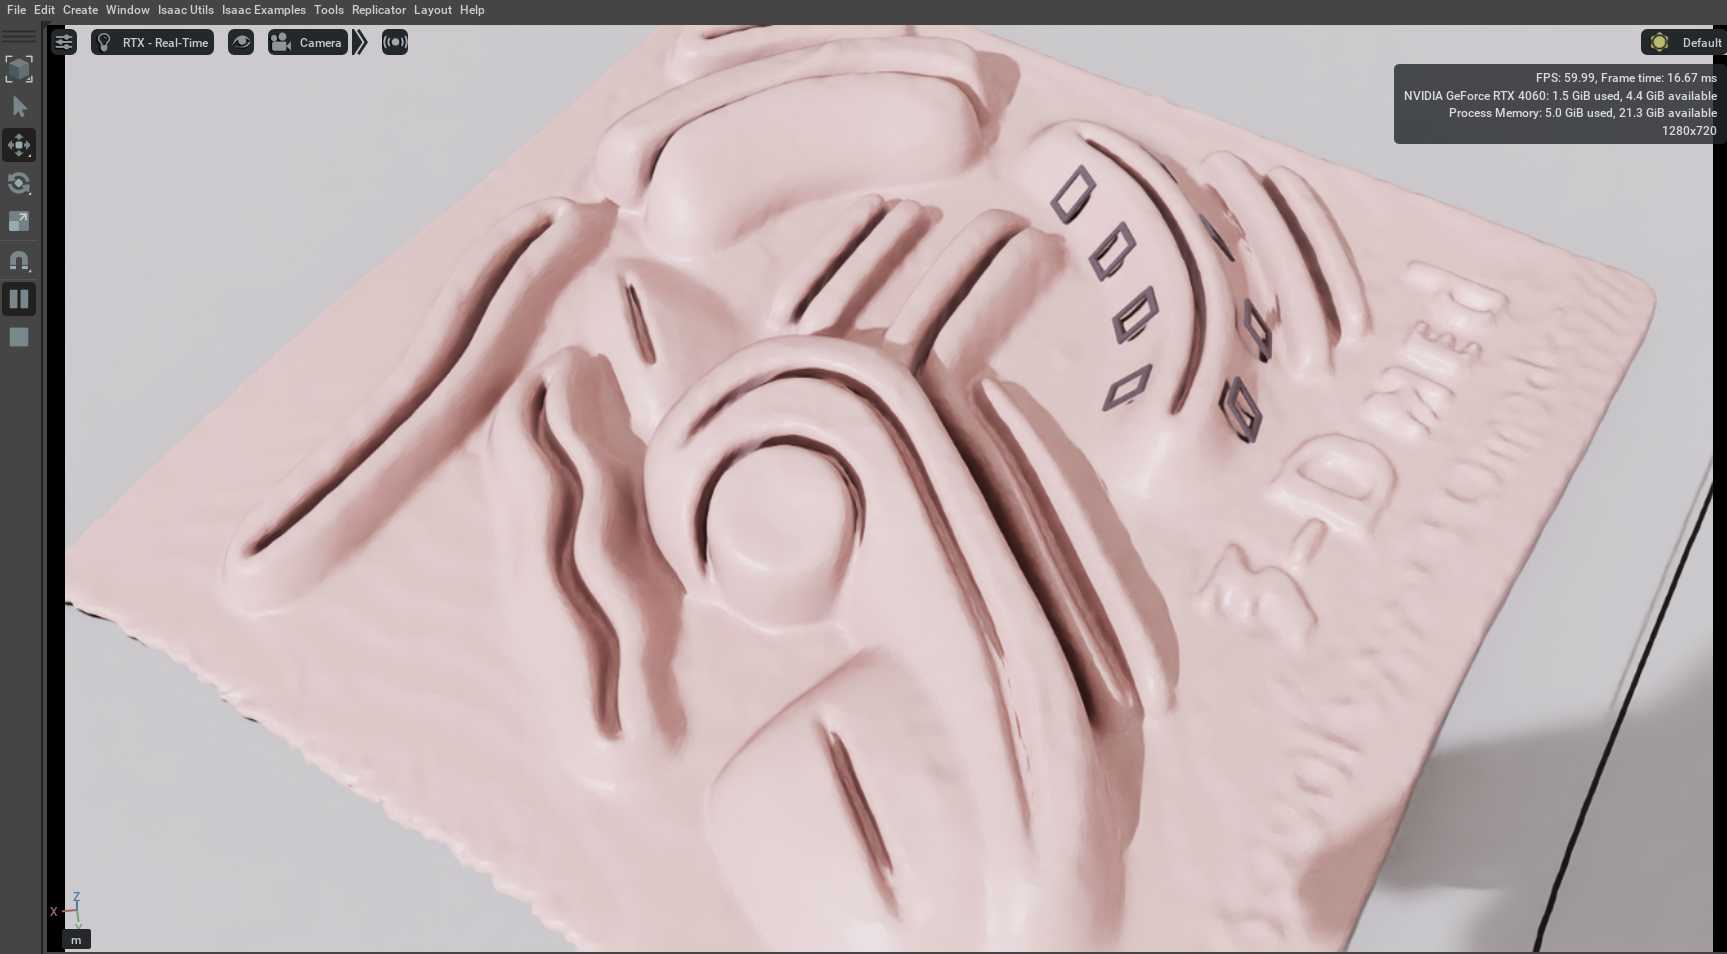 File Edit Create Window Isaac Utils Isaac Examples Tools Replicator Layout Help
RTX - Real-Time
Camera
Default
FPS: 59.99, Frame time: 16.67 ms
NVIDIA GeForce RTX 4060: 1.5 GiB used, 4.4 GiB available
Process Memory: 5.0 GiB used, 21.3 GiB available
1280x720
3-DMED
Z
X
Y
m